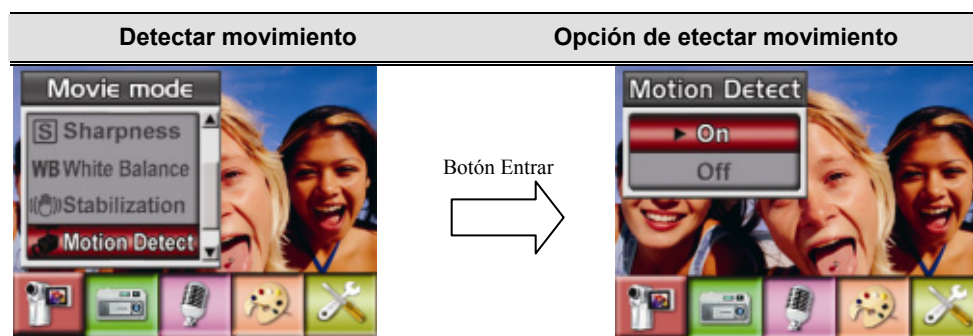 Detectar movimiento
Opción de etectar movimiento
Movie mode
S Sharpness
WB White Balance
Stabilization
Motion Detect
Botón Entrar
Motion Detect
On
Off